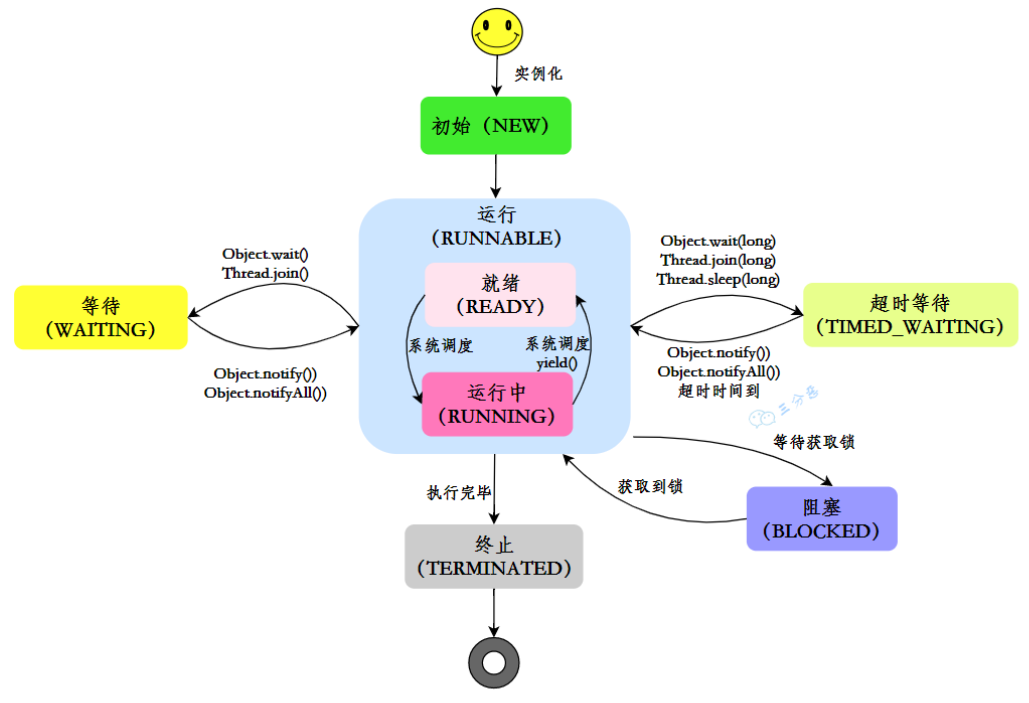 实例化
初始（NEW）
运行
（RUNNABLE）
Object.wait()
Thread.join()
Object.wait(long)
Thread.join(long)
Thread.sleep(long)
就绪
（READY）
等待
（WAITING）
超时等待
（TIMED_WAITING）
系统调度
系统调度
yield()
Object.notify())
Object.notifyAll())
Object.notify())
Object.notifyAll())
超时时间到
运行中
（RUNNING）
三分恶
等待获取锁
获取到锁
执行完毕
阻塞
（BLOCKED）
终止
（TERMINATED）